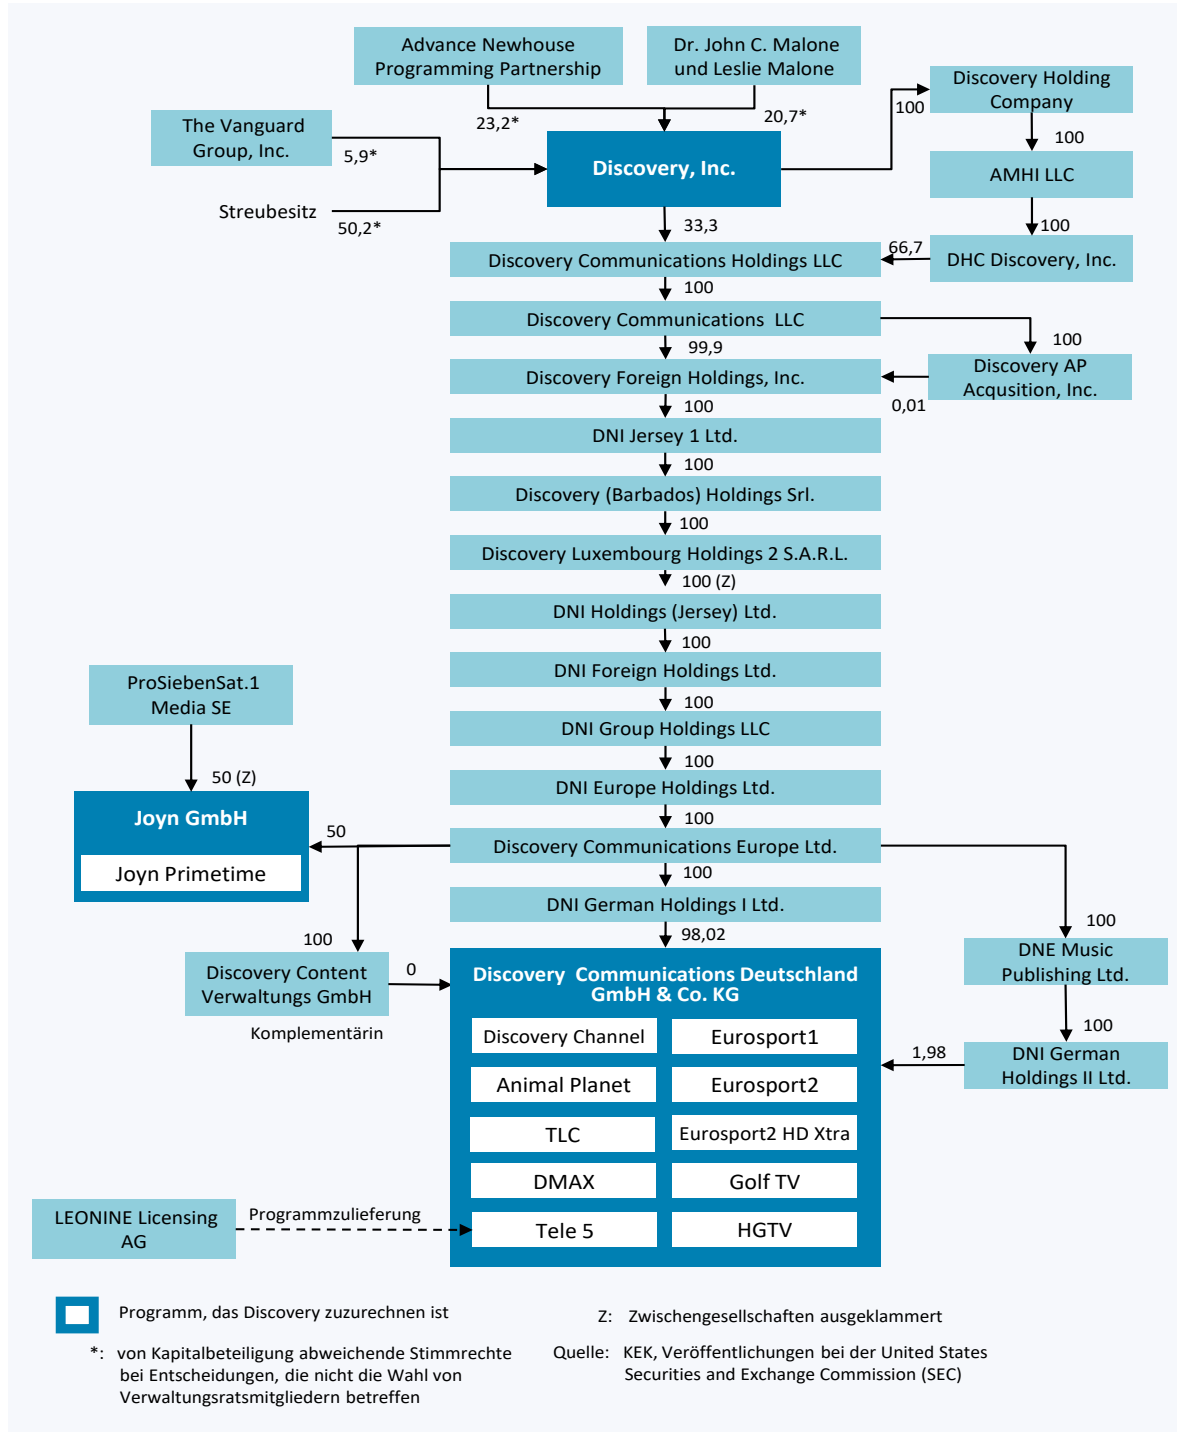 Advance Newhouse
Programming Partnership
Dr. John C. Malone
und Leslie Malone
Discovery Holding
Company
23,2*
20,7*
100
The Vanguard
Group, Inc.
5,9*
Discovery, Inc.
100
AMHI LLC
Streubesitz
50,2*
33,3
100
Discovery Communications Holdings LLC
66,7
DHC Discovery, Inc.
100
Discovery Communications  LLC
100
99,9
Discovery Foreign Holdings, Inc.
Discovery AP
Acqusition, Inc.
0,01
100
DNI Jersey 1 Ltd.
100
Discovery (Barbados) Holdings Srl.
100
Discovery Luxembourg Holdings 2 S.A.R.L.
100 (Z)
DNI Holdings (Jersey) Ltd.
100
DNI Foreign Holdings Ltd.
100
ProSiebenSat.1
Media SE
DNI Group Holdings LLC
100
50 (Z)
DNI Europe Holdings Ltd.
100
Joyn GmbH
Joyn Primetime
50
Discovery Communications Europe Ltd.
100
DNI German Holdings I Ltd.
98,02
100
100
Discovery Content
Verwaltungs GmbH
0
Komplementärin
DNE Music
Publishing Ltd.
100
DNI German
Holdings II Ltd.
1,98
Discovery  Communications Deutschland
GmbH & Co. KG
Discovery Channel
Eurosport1
Animal Planet
Eurosport2
TLC
Eurosport2 HD Xtra
DMAX
Golf TV
Tele 5
HGTV
LEONINE Licensing
AG
Programmzulieferung
Programm, das Discovery zuzurechnen ist
Z: Zwischengesellschaften ausgeklammert
*: von Kapitalbeteiligung abweichende Stimmrechte
bei Entscheidungen, die nicht die Wahl von
Verwaltungsratsmitgliedern betreffen
Quelle: KEK, Veröffentlichungen bei der United States
Securities and Exchange Commission (SEC)